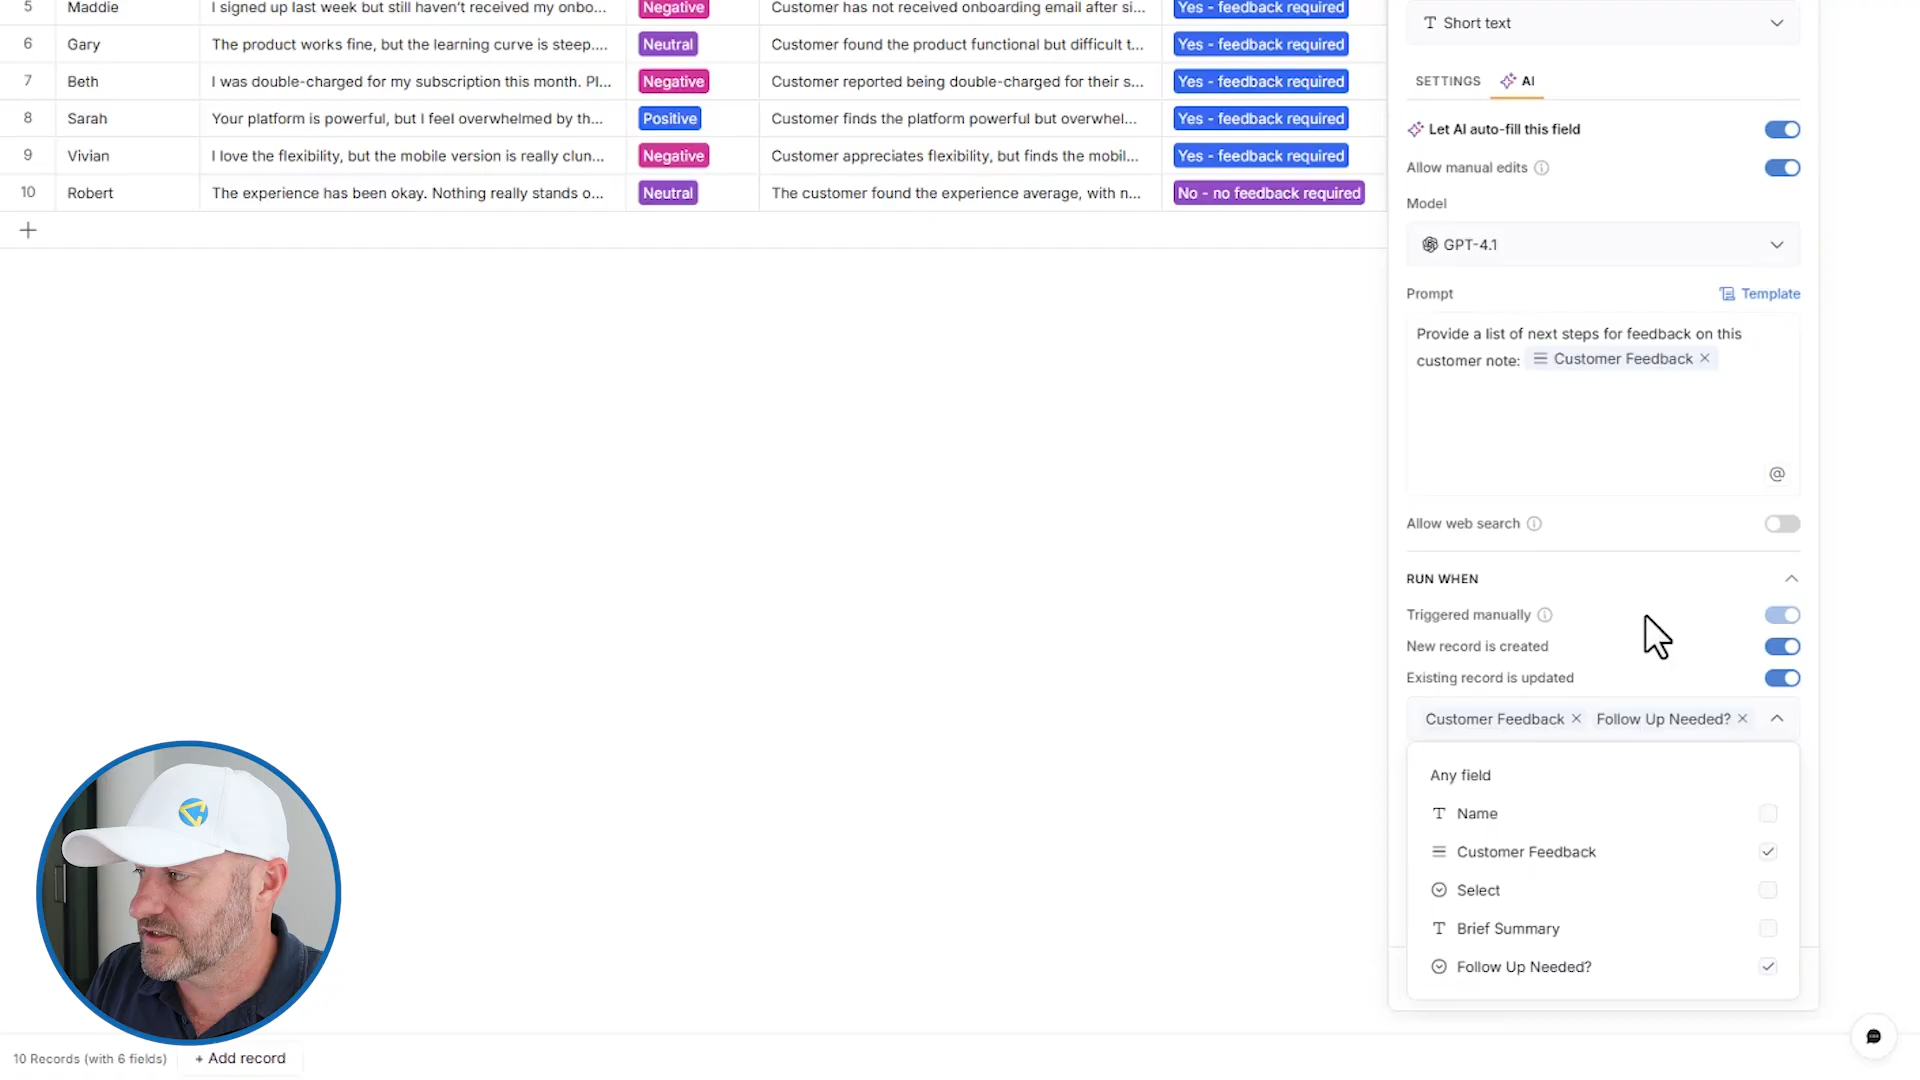 5 Maddie I signed up last week but still haven't received my onbo... Negative Customer has not received onboarding email after si... Yes - feedback required
6 Gary The product works fine, but the learning curve is steep.... Neutral Customer found the product functional but difficult t... Yes - feedback required
7 Beth I was double-charged for my subscription this month. Pl... Negative Customer reported being double-charged for their s... Yes - feedback required
8 Sarah Your platform is powerful, but I feel overwhelmed by th... Positive Customer finds the platform powerful but overwhel... Yes - feedback required
9 Vivian I love the flexibility, but the mobile version is really clun... Negative Customer appreciates flexibility, but finds the mobil... Yes - feedback required
10 Robert The experience has been okay. Nothing really stands o... Neutral The customer found the experience average, with n... No - no feedback required
Short text
SETTINGS AI
Let AI auto-fill this field
Allow manual edits
Model
GPT-4.1
Prompt Template
Provide a list of next steps for feedback on this
customer note: Customer Feedback ×
@
Allow web search
RUN WHEN
Triggered manually
New record is created
Existing record is updated
Customer Feedback × Follow Up Needed? ×
Any field
Name
Customer Feedback
Select
Brief Summary
Follow Up Needed?
10 Records (with 6 fields) + Add record